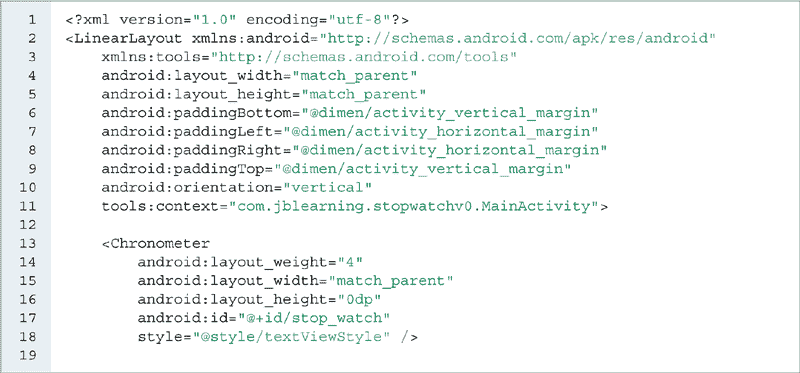 1 <?xml version="1.0" encoding="utf-8"?>
2 <LinearLayout xmlns:android="http://schemas.android.com/apk/res/android"
3     xmlns:tools="http://schemas.android.com/tools"
4     android:layout_width="match_parent"
5     android:layout_height="match_parent"
6     android:paddingBottom="@dimen/activity_vertical_margin"
7     android:paddingLeft="@dimen/activity_horizontal_margin"
8     android:paddingRight="@dimen/activity_horizontal_margin"
9     android:paddingTop="@dimen/activity_vertical_margin"
10     android:orientation="vertical"
11     tools:context="com.jblearning.stopwatchv0.MainActivity">
12
13     <Chronometer
14         android:layout_weight="4"
15         android:layout_width="match_parent"
16         android:layout_height="0dp"
17         android:id="@+id/stop_watch"
18         style="@style/textViewStyle" />
19